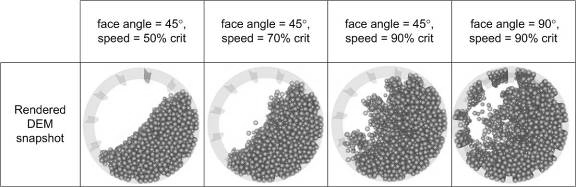 face angle = 45°,
speed = 50% crit
face angle = 45°,
speed = 70% crit
face angle = 45°,
speed = 90% crit
face angle = 90°,
speed = 90% crit
Rendered
DEM
snapshot